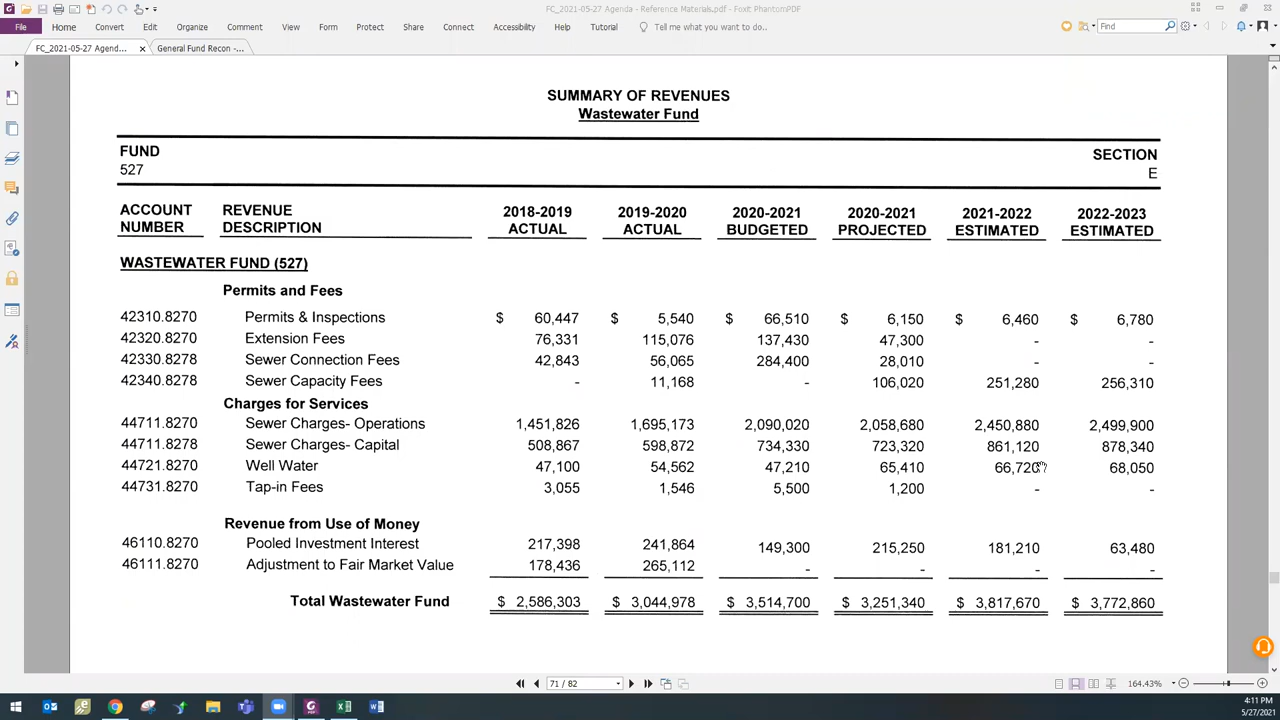 FC_2021-05-27 Agenda - Reference Materials.pdf - Foxit PhantomPDF
File Home Convert Edit Organize Comment View Form Protect Share Connect Accessibility Help Tutorial Tell me what you want to do.. Find
FC_2021-05-27 Agend... × General Fund Recon -...
SUMMARY OF REVENUES
Wastewater Fund
FUND SECTION
527 E
ACCOUNT REVENUE 2018-2019 2019-2020 2020-2021 2020-2021 2021-2022 2022-2023
NUMBER DESCRIPTION ACTUAL ACTUAL BUDGETED PROJECTED ESTIMATED ESTIMATED
WASTEWATER FUND (527)
Permits and Fees
42310.8270 Permits & Inspections $ 60,447 $ 5,540 $ 66,510 $ 6,150 $ 6,460 $ 6,780
42320.8270 Extension Fees 76,331 115,076 137,430 47,300 - -
42330.8278 Sewer Connection Fees 42,843 56,065 284,400 28,010 - -
42340.8278 Sewer Capacity Fees - 11,168 - 106,020 251,280 256,310
Charges for Services
44711.8270 Sewer Charges- Operations 1,451,826 1,695,173 2,090,020 2,058,680 2,450,880 2,499,900
44711.8278 Sewer Charges- Capital 508,867 598,872 734,330 723,320 861,120 878,340
44721.8270 Well Water 47,100 54,562 47,210 65,410 66,720 68,050
44731.8270 Tap-in Fees 3,055 1,546 5,500 1,200 - -
Revenue from Use of Money
46110.8270 Pooled Investment Interest 217,398 241,864 149,300 215,250 181,210 63,480
46111.8270 Adjustment to Fair Market Value 178,436 265,112 - - - -
Total Wastewater Fund $ 2,586,303 $ 3,044,978 $ 3,514,700 $ 3,251,340 $ 3,817,670 $ 3,772,860
71 / 82 164.43%
4:11 PM
5/27/2021